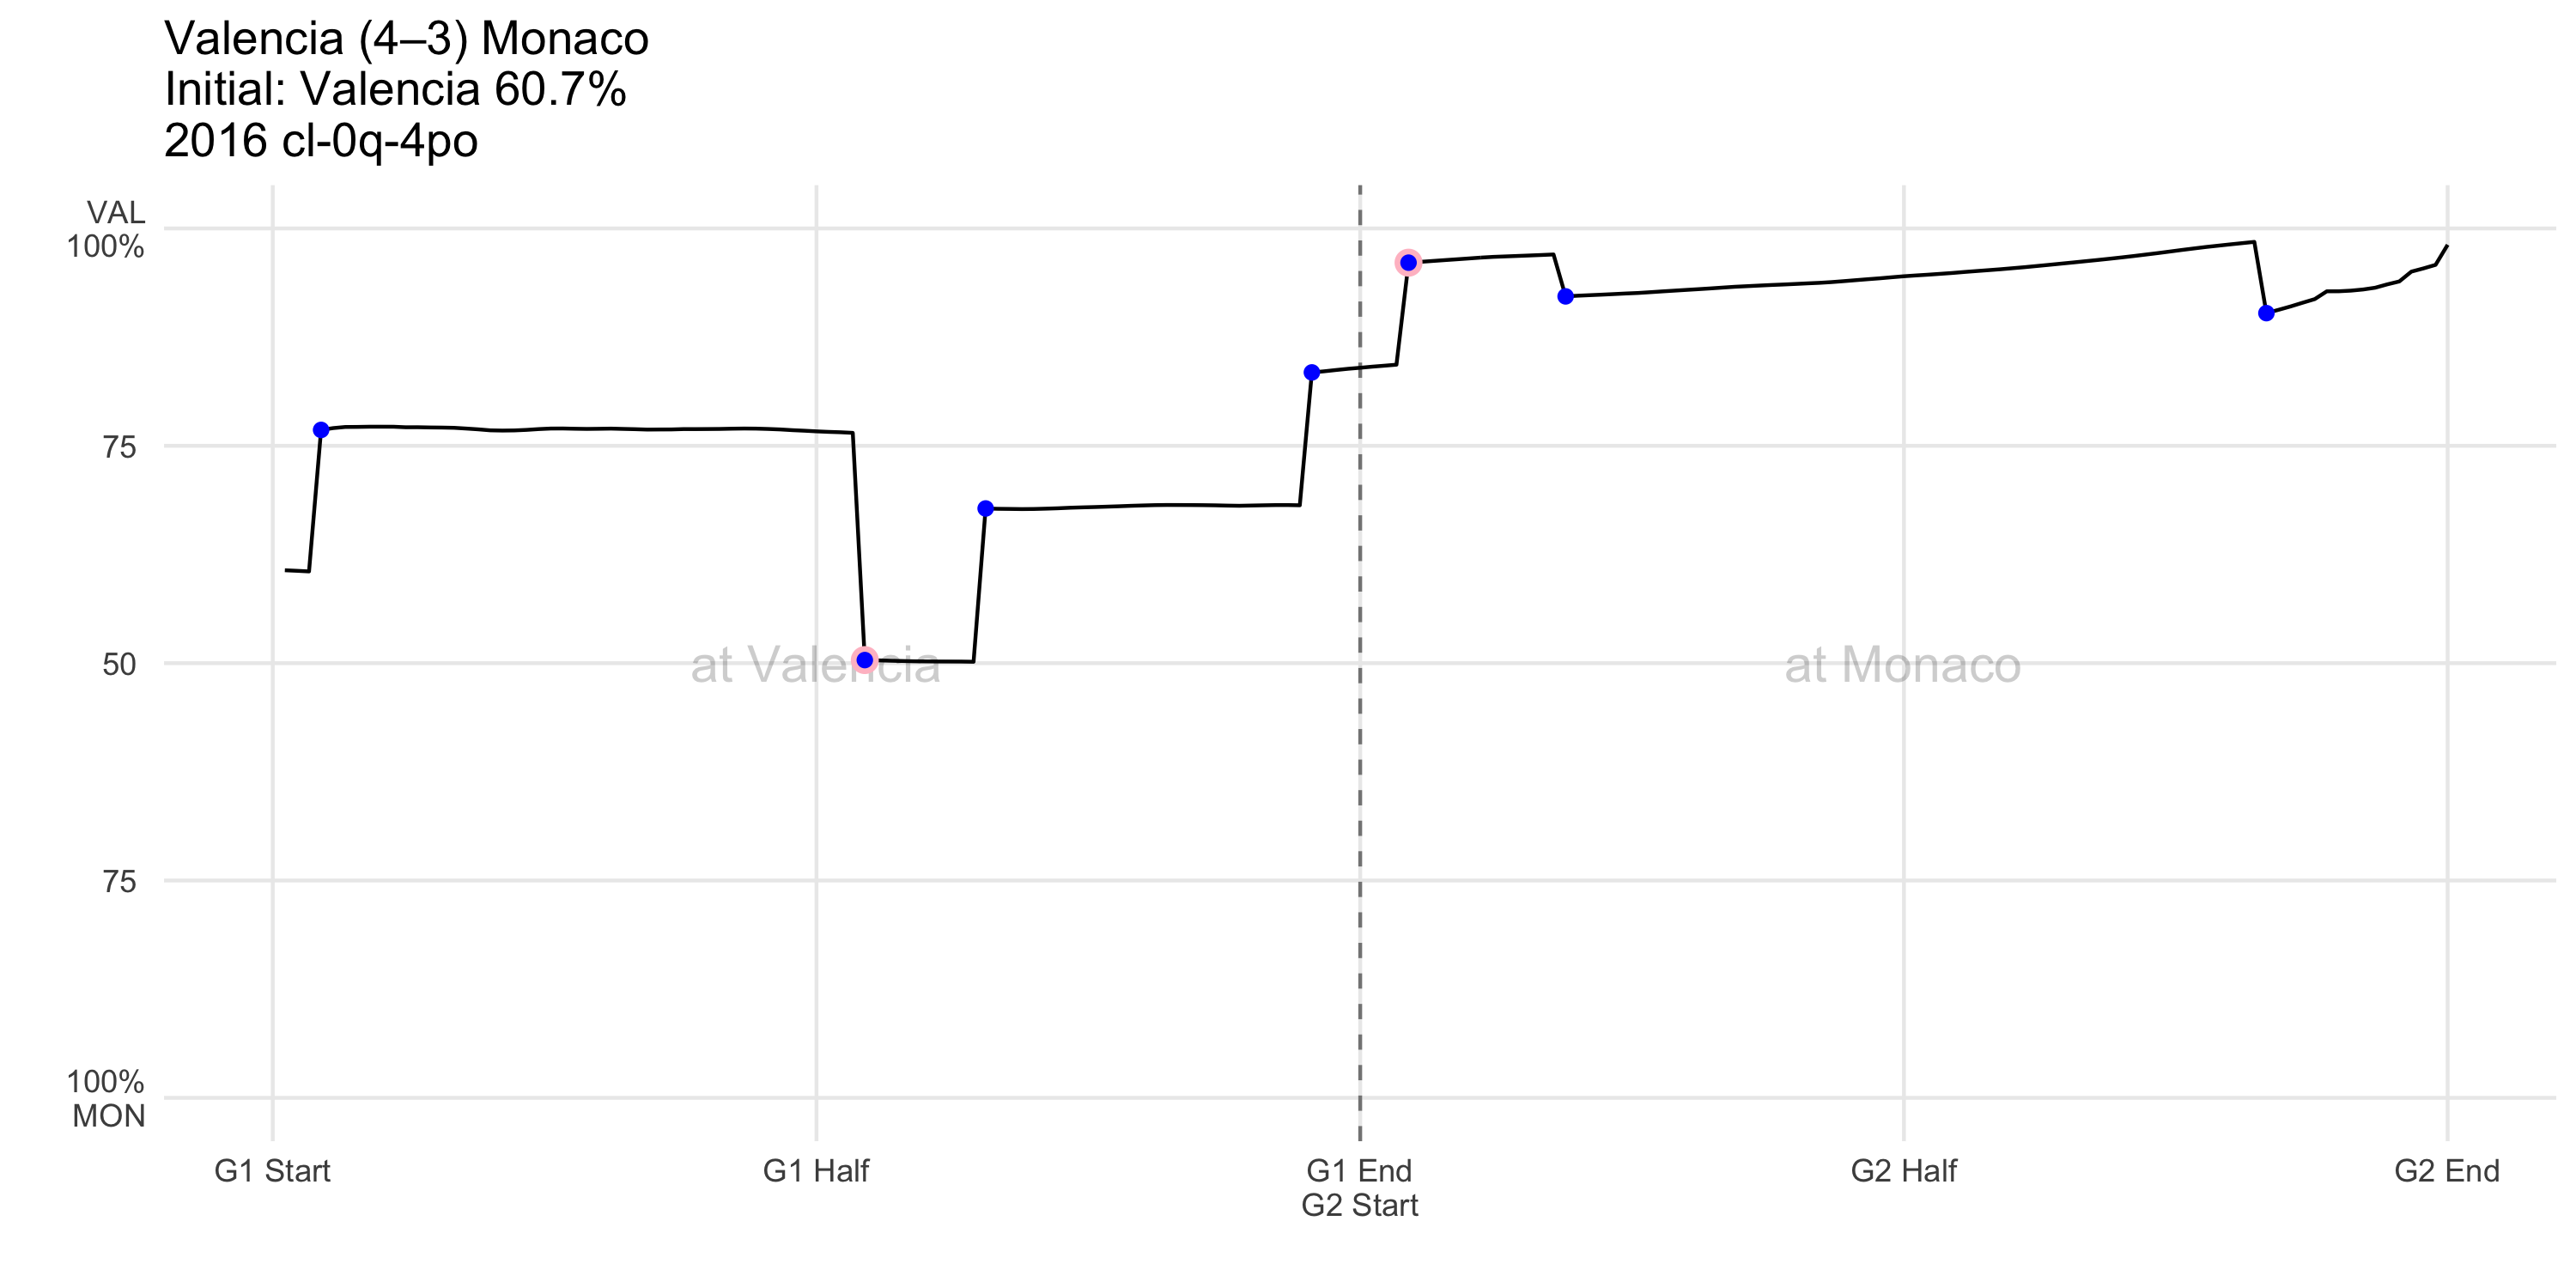 Valencia (4–3) Monaco
Initial: Valencia 60.7%
2016 cl-0q-4po
VAL
100%
75
50
75
100%
MON
at Valencia
at Monaco
G1 Start
G1 Half
G1 End
G2 Start
G2 Half
G2 End